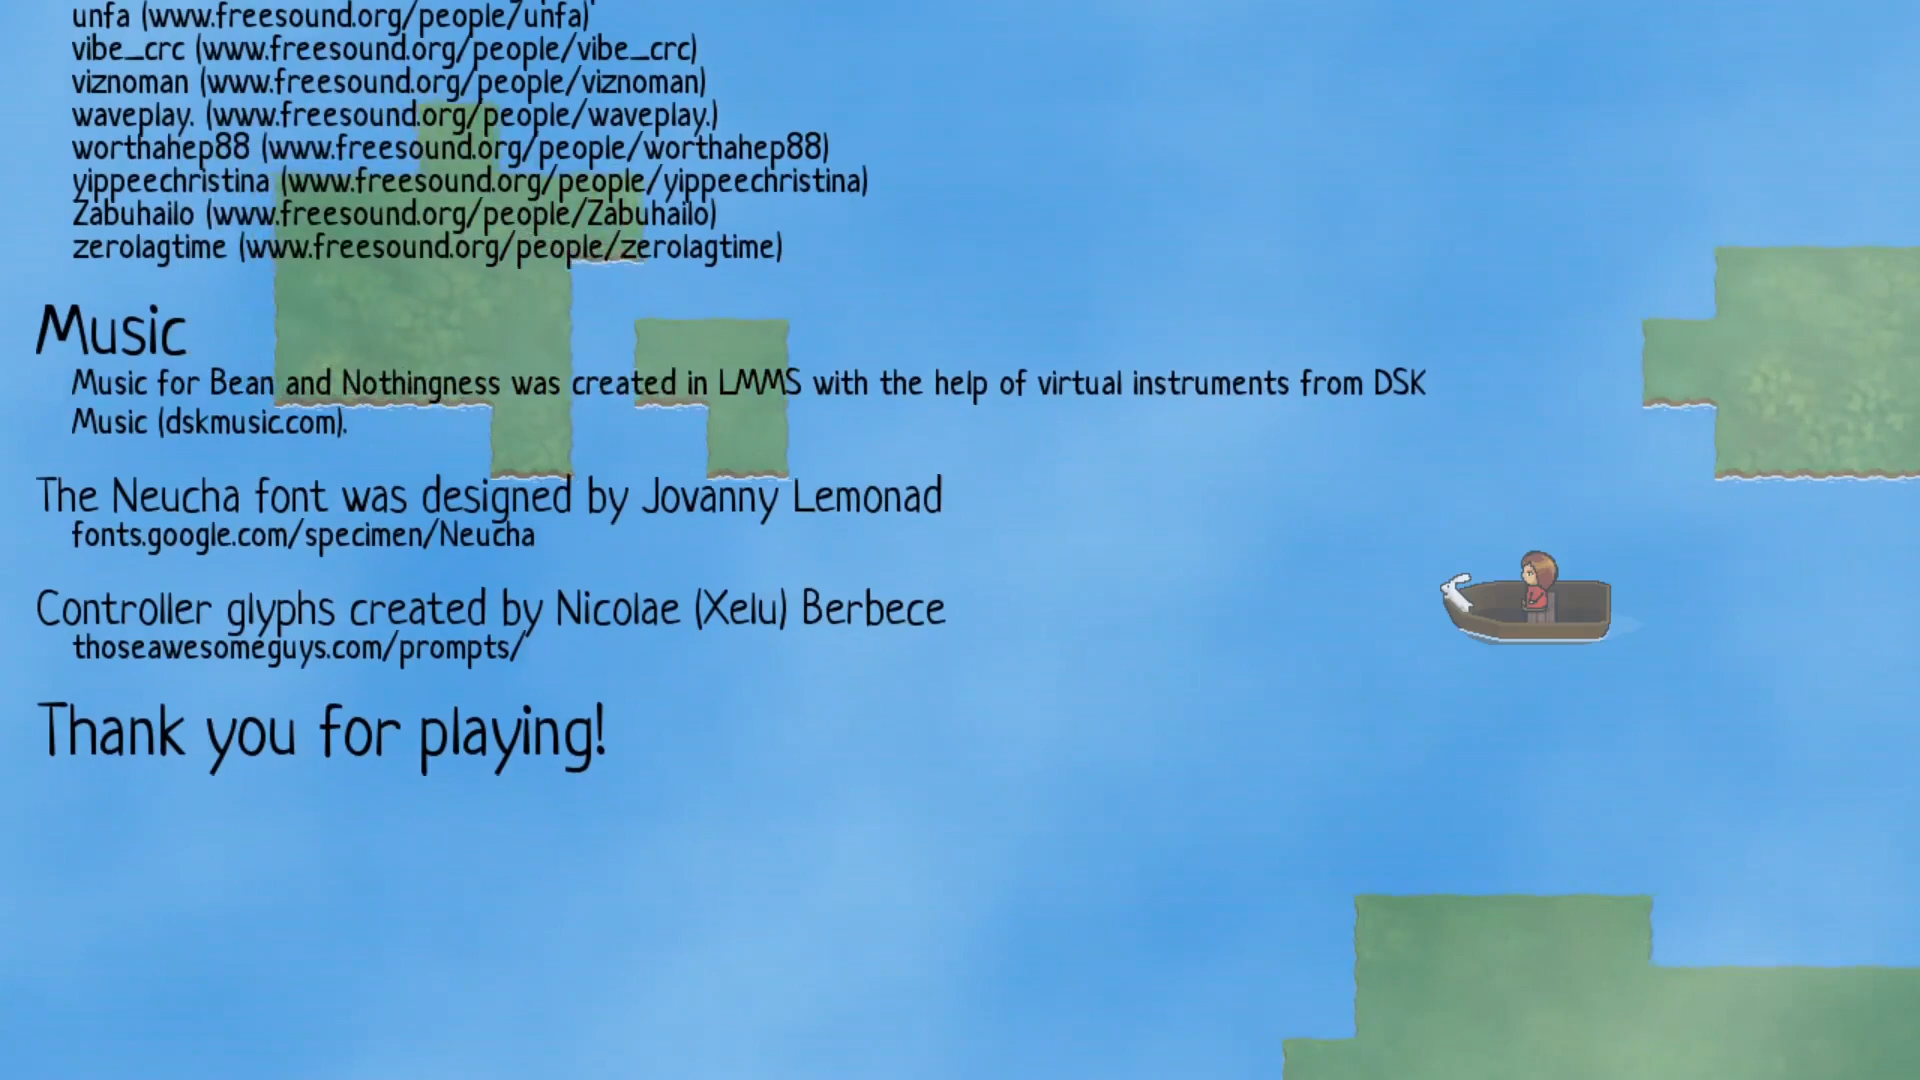 unfa (www.freesound.org/people/unfa)
vibe_crc (www.freesound.org/people/vibe_crc)
viznoman (www.freesound.org/people/viznoman)
waveplay. (www.freesound.org/people/waveplay.)
worthahep88 (www.freesound.org/people/worthahep88)
yippeechristina (www.freesound.org/people/yippeechristina)
Zabuhailo (www.freesound.org/people/Zabuhailo)
zerolagtime (www.freesound.org/people/zerolagtime)
Music
Music for Bean and Nothingness was created in LMMS with the help of virtual instruments from DSK
Music (dskmusic.com).
The Neucha font was designed by Jovanny Lemonad
fonts.google.com/specimen/Neucha
Controller glyphs created by Nicolae (Xelu) Berbece
thoseawesomeguys.com/prompts/
Thank you for playing!